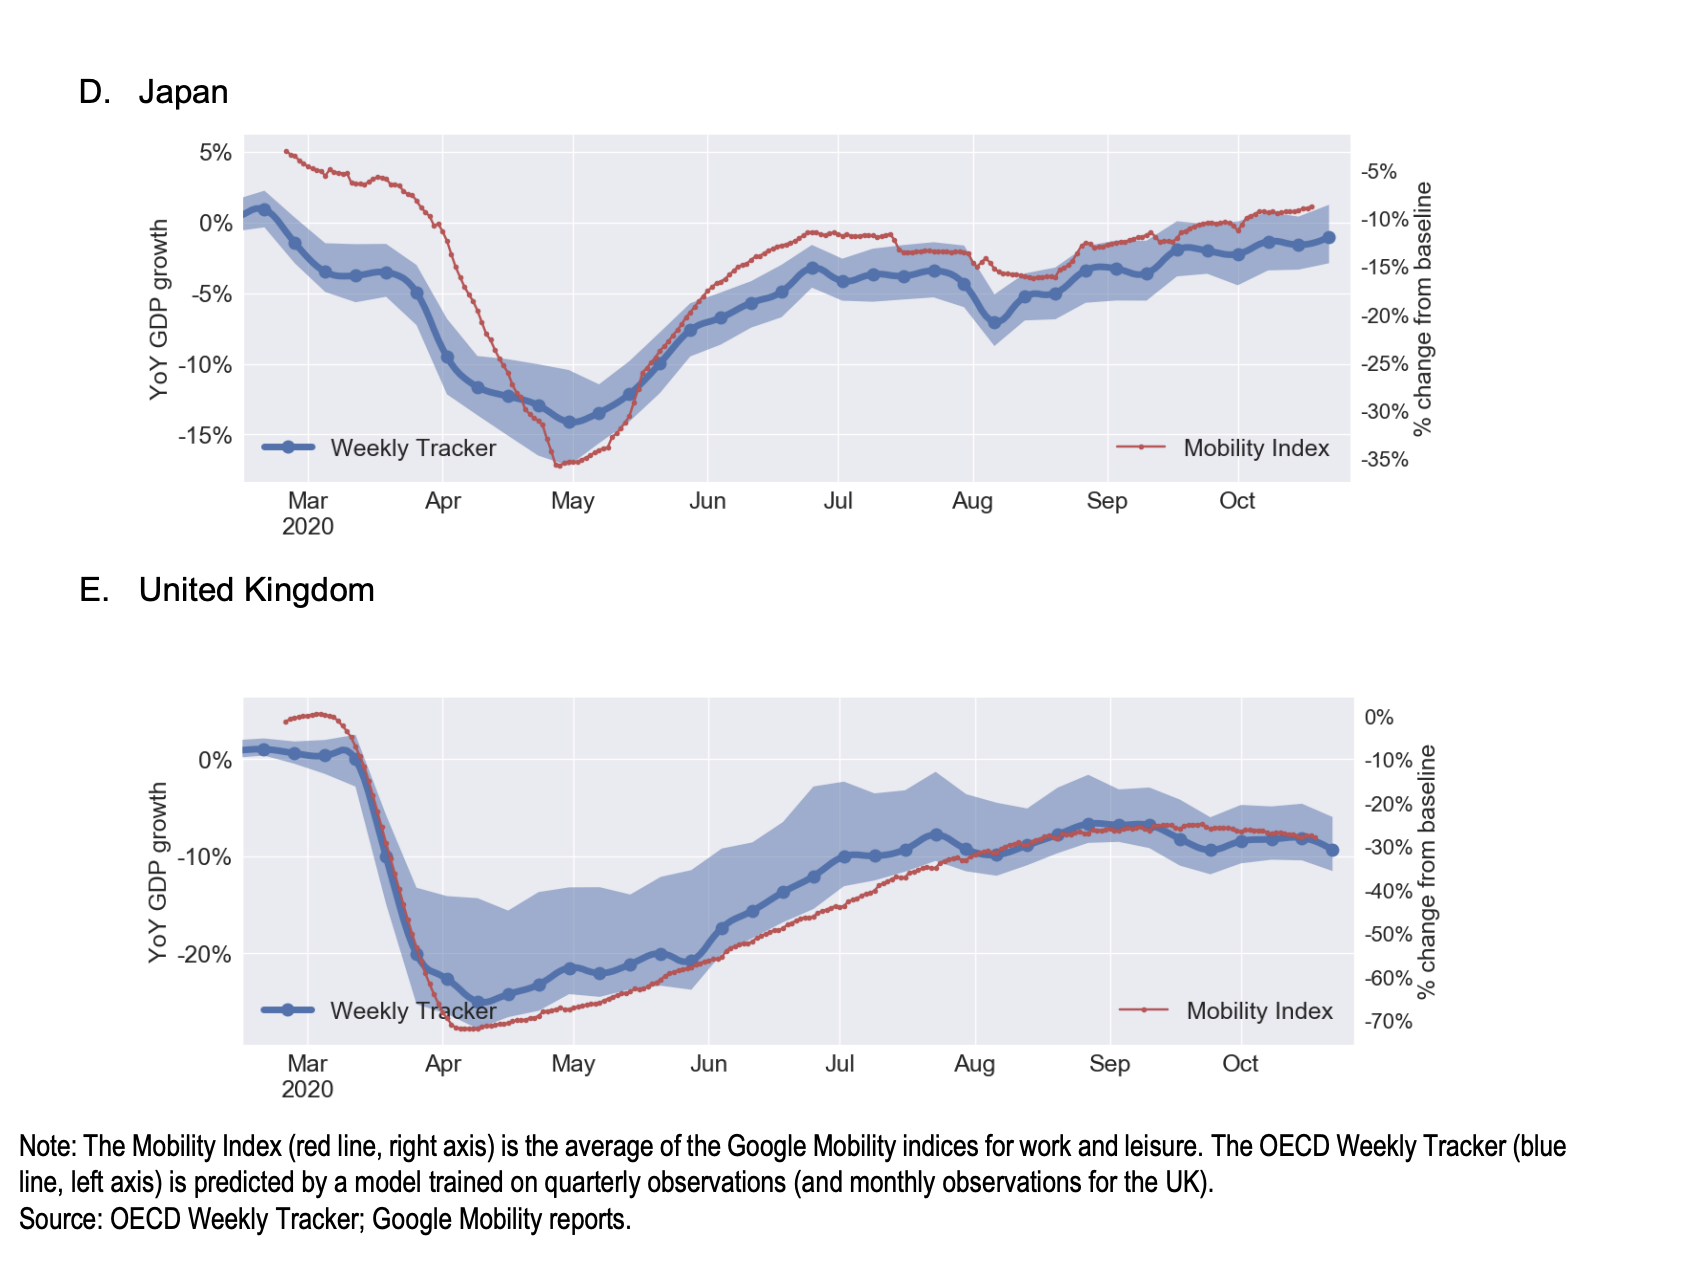 D. Japan
5%
0%
-5%
-10%
-15%
YoY GDP growth
-5%
-10%
-15%
-20%
-25%
-30%
-35%
% change from baseline
Weekly Tracker
Mobility Index
Mar Apr May Jun Jul Aug Sep Oct
2020
E. United Kingdom
0%
-10%
-20%
YoY GDP growth
0%
-10%
-20%
-30%
-40%
-50%
-60%
-70%
% change from baseline
Weekly Tracker
Mobility Index
Mar Apr May Jun Jul Aug Sep Oct
2020
Note: The Mobility Index (red line, right axis) is the average of the Google Mobility indices for work and leisure. The OECD Weekly Tracker (blue
line, left axis) is predicted by a model trained on quarterly observations (and monthly observations for the UK).
Source: OECD Weekly Tracker; Google Mobility reports.